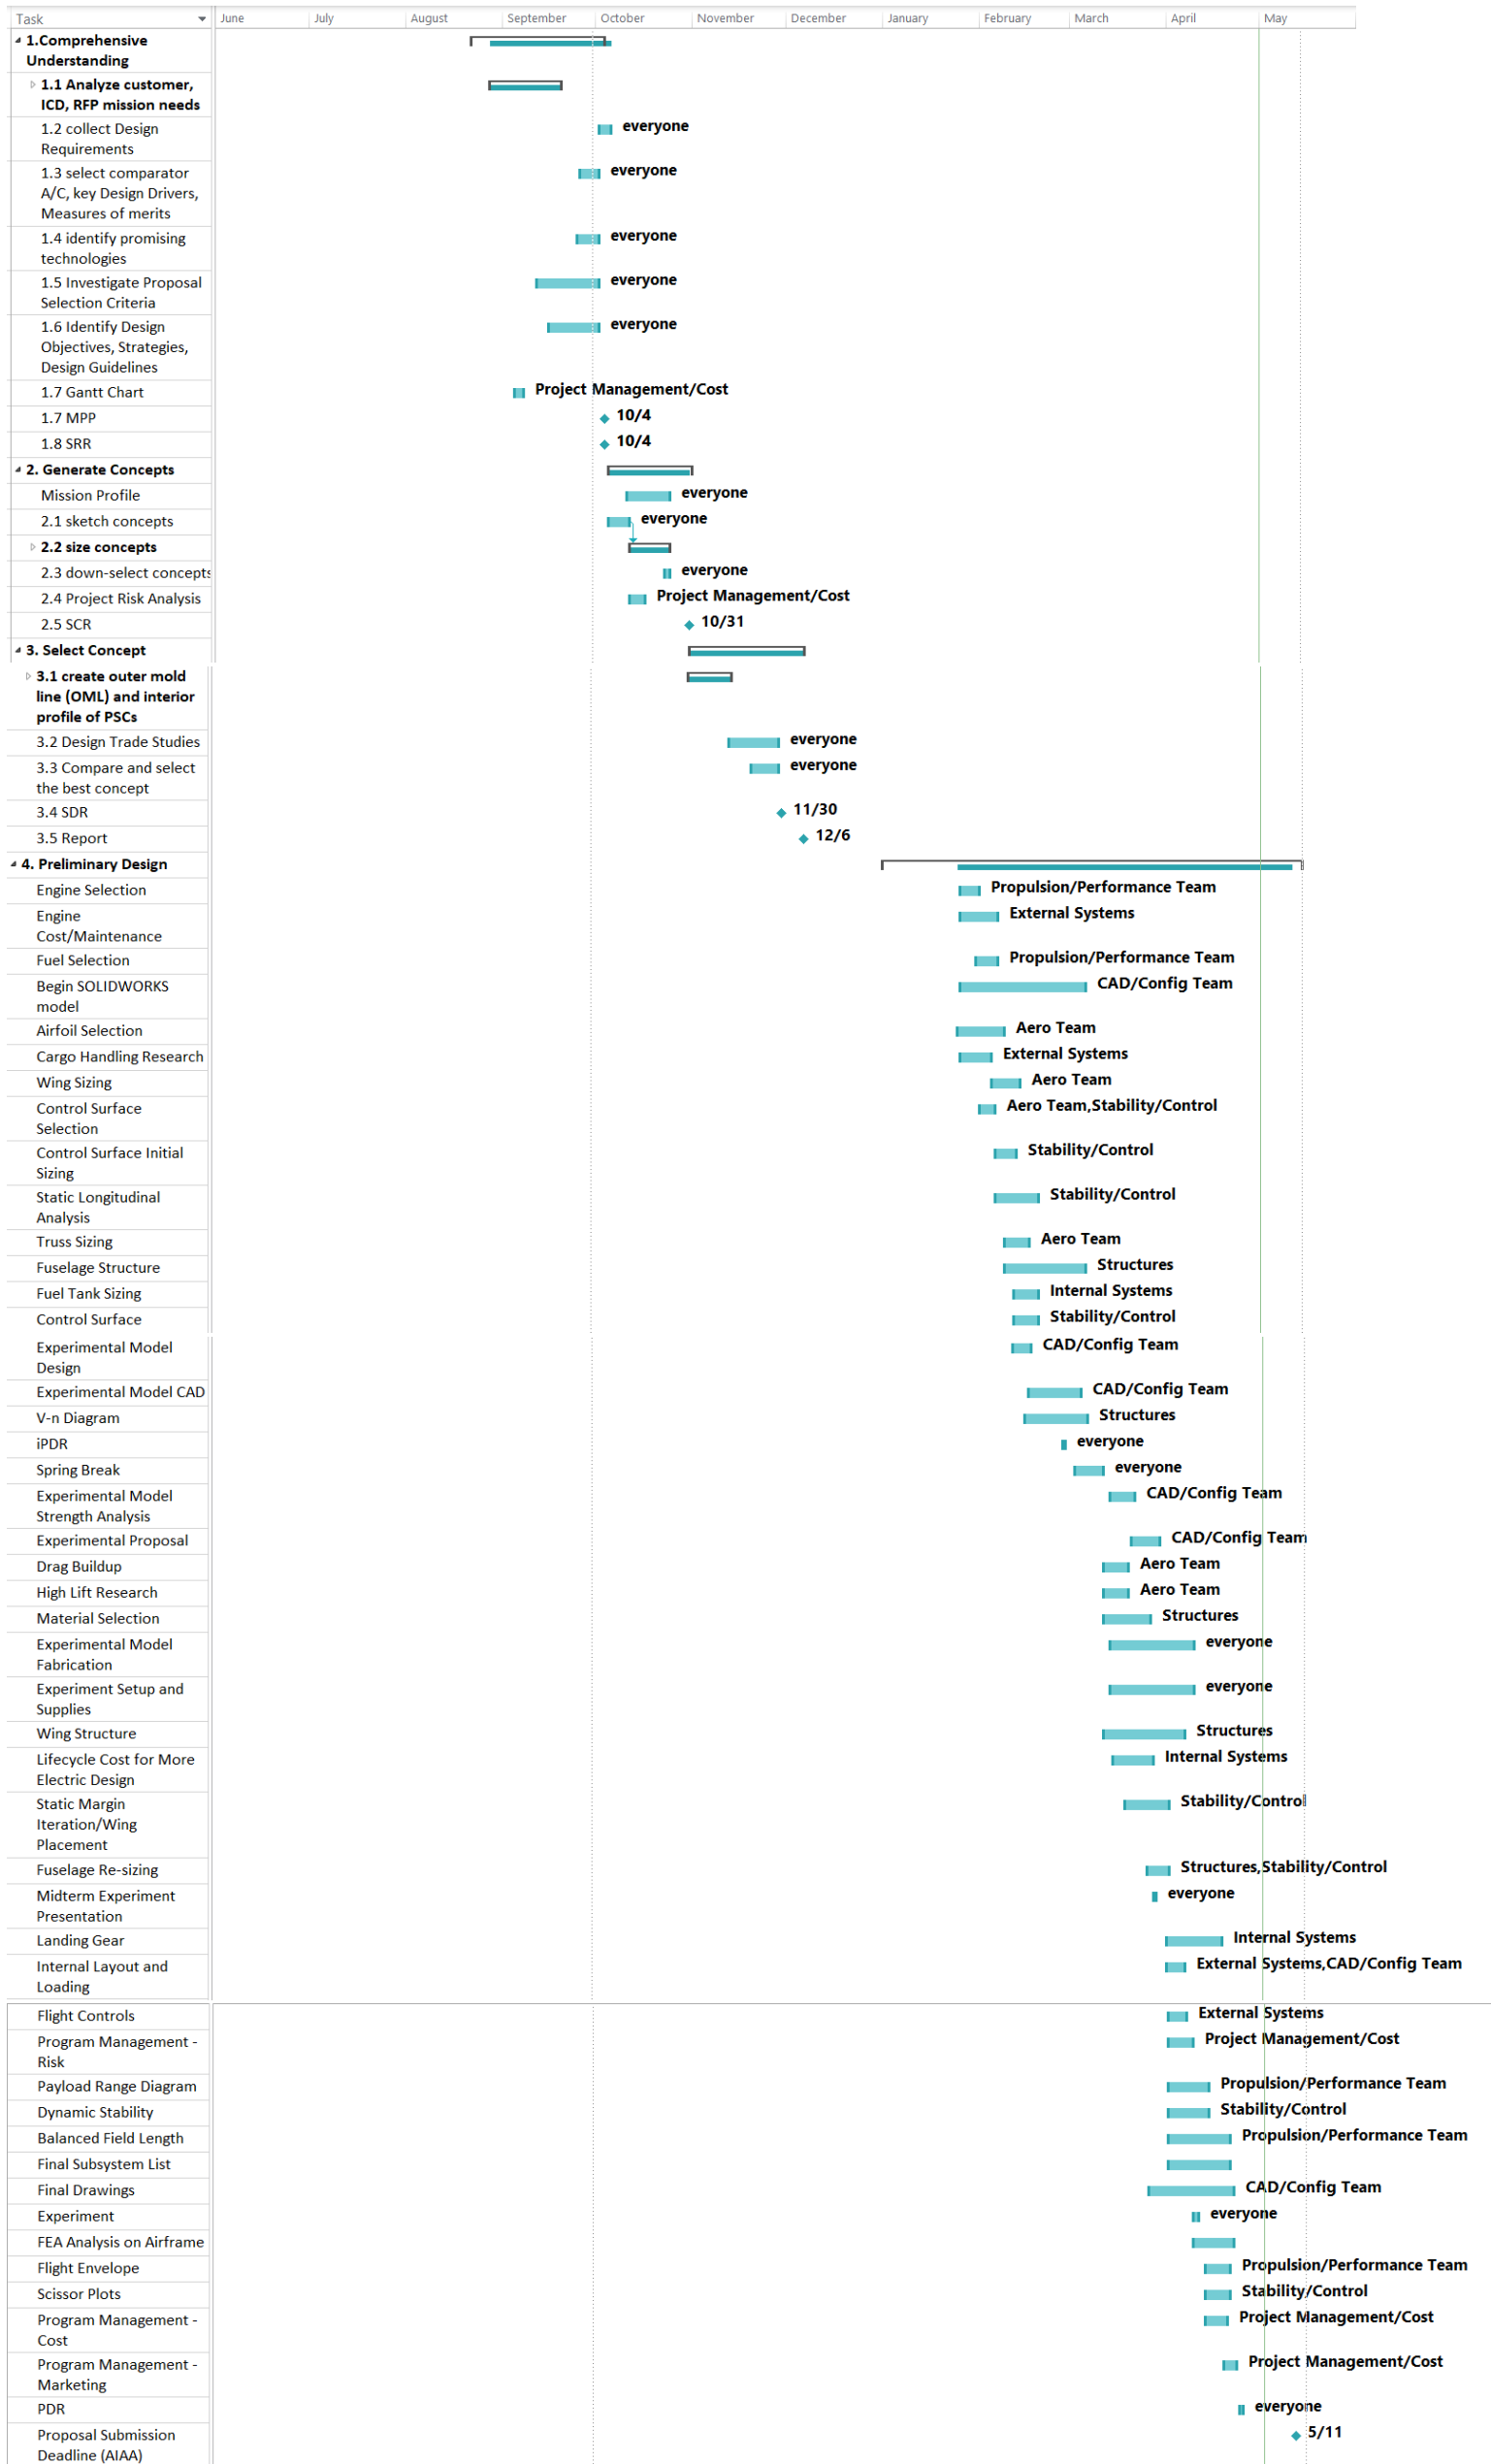 Task June July August September October November December January February March April May
1.Comprehensive
Understanding
1.1 Analyze customer,
ICD, RFP mission needs
1.2 collect Design everyone
Requirements
1.3 select comparator everyone
A/C, key Design Drivers,
Measures of merits
1.4 identify promising everyone
technologies
1.5 Investigate Proposal everyone
Selection Criteria
1.6 Identify Design everyone
Objectives, Strategies,
Design Guidelines
1.7 Gantt Chart Project Management/Cost
1.7 MPP 10/4
1.8 SRR 10/4
2. Generate Concepts
Mission Profile everyone
2.1 sketch concepts everyone
2.2 size concepts
2.3 down-select concepts everyone
2.4 Project Risk Analysis Project Management/Cost
2.5 SCR 10/31
3. Select Concept
3.1 create outer mold
line (OML) and interior
profile of PSCs
3.2 Design Trade Studies everyone
3.3 Compare and select everyone
the best concept
3.4 SDR 11/30
3.5 Report 12/6
4. Preliminary Design
Engine Selection Propulsion/Performance Team
Engine External Systems
Cost/Maintenance
Fuel Selection Propulsion/Performance Team
Begin SOLIDWORKS CAD/Config Team
model
Airfoil Selection Aero Team
Cargo Handling Research External Systems
Wing Sizing Aero Team
Control Surface Aero Team,Stability/Control
Selection
Control Surface Initial Stability/Control
Sizing
Static Longitudinal Stability/Control
Analysis
Truss Sizing Aero Team
Fuselage Structure Structures
Fuel Tank Sizing Internal Systems
Control Surface Stability/Control
Experimental Model CAD/Config Team
Design
Experimental Model CAD CAD/Config Team
V-n Diagram Structures
iPDR everyone
Spring Break everyone
Experimental Model CAD/Config Team
Strength Analysis
Experimental Proposal CAD/Config Team
Drag Buildup Aero Team
High Lift Research Aero Team
Material Selection Structures
Experimental Model everyone
Fabrication
Experiment Setup and everyone
Supplies
Wing Structure Structures
Lifecycle Cost for More Internal Systems
Electric Design
Static Margin Stability/Control
Iteration/Wing
Placement
Fuselage Re-sizing Structures,Stability/Control
Midterm Experiment everyone
Presentation
Landing Gear Internal Systems
Internal Layout and External Systems,CAD/Config Team
Loading
Flight Controls External Systems
Program Management - Project Management/Cost
Risk
Payload Range Diagram Propulsion/Performance Team
Dynamic Stability Stability/Control
Balanced Field Length Propulsion/Performance Team
Final Subsystem List
Final Drawings CAD/Config Team
Experiment everyone
FEA Analysis on Airframe
Flight Envelope Propulsion/Performance Team
Scissor Plots Stability/Control
Program Management - Project Management/Cost
Cost
Program Management - Project Management/Cost
Marketing
PDR everyone
Proposal Submission 5/11
Deadline (AIAA)